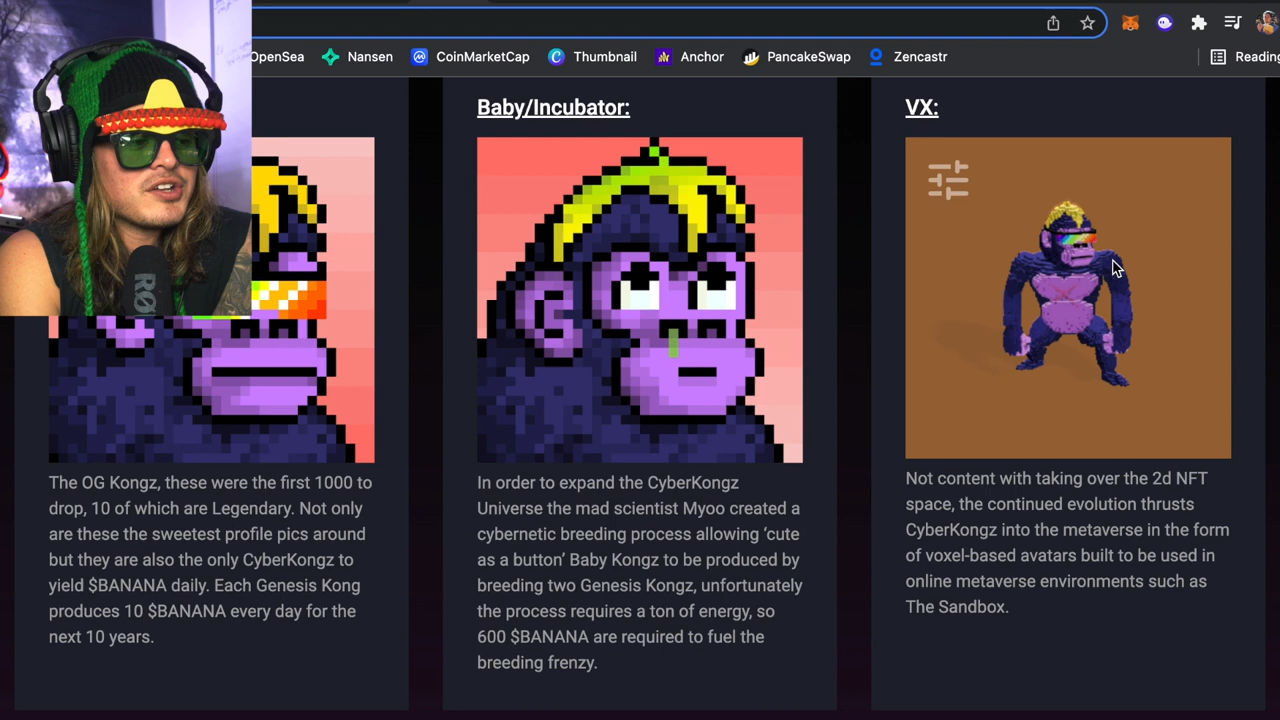 OpenSea
Nansen
CoinMarketCap
Thumbnail
Anchor
PancakeSwap
Zencastr
Reading
Baby/Incubator:
VX:
RØ
The OG Kongz, these were the first 1000 to
drop, 10 of which are Legendary. Not only
are these the sweetest profile pics around
but they are also the only CyberKongz to
yield $BANANA daily. Each Genesis Kong
produces 10 $BANANA every day for the
next 10 years.
In order to expand the CyberKongz
Universe the mad scientist Myoo created a
cybernetic breeding process allowing ‘cute
as a button’ Baby Kongz to be produced by
breeding two Genesis Kongz, unfortunately
the process requires a ton of energy, so
600 $BANANA are required to fuel the
breeding frenzy.
Not content with taking over the 2d NFT
space, the continued evolution thrusts
CyberKongz into the metaverse in the form
of voxel-based avatars built to be used in
online metaverse environments such as
The Sandbox.